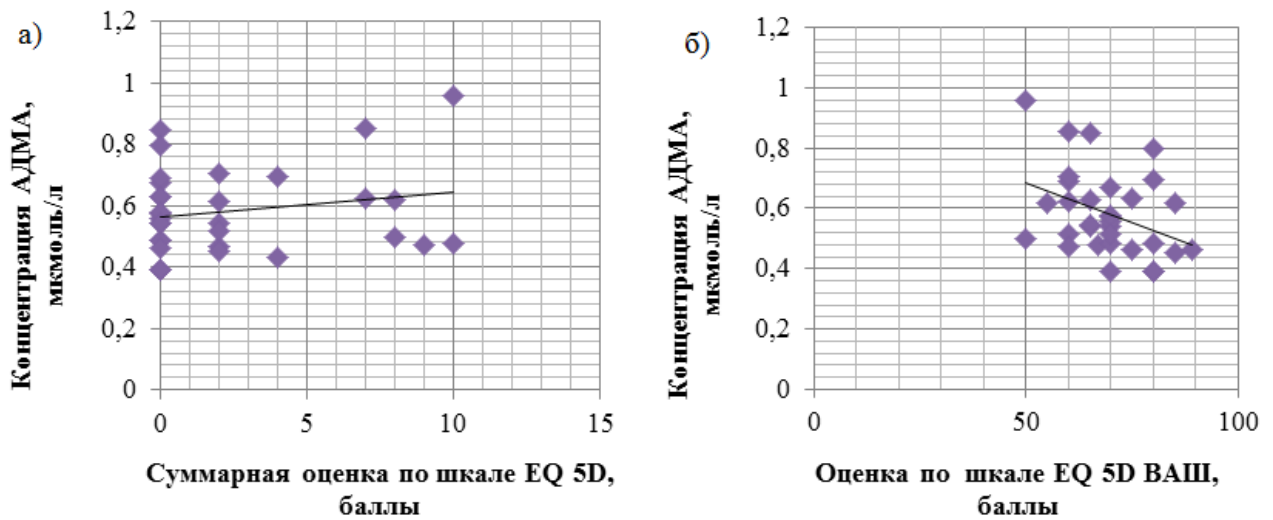 а)
1,2
1
0,8
0,6
0,4
0,2
0
0
5
10
15
Концентрация АДМА,
мкмоль/л
Суммарная оценка по шкале EQ 5D,
баллы
б)
1,2
1
0,8
0,6
0,4
0,2
0
0
50
100
Концентрация АДМА,
мкмоль/л
Оценка по шкале EQ 5D ВАШ,
баллы